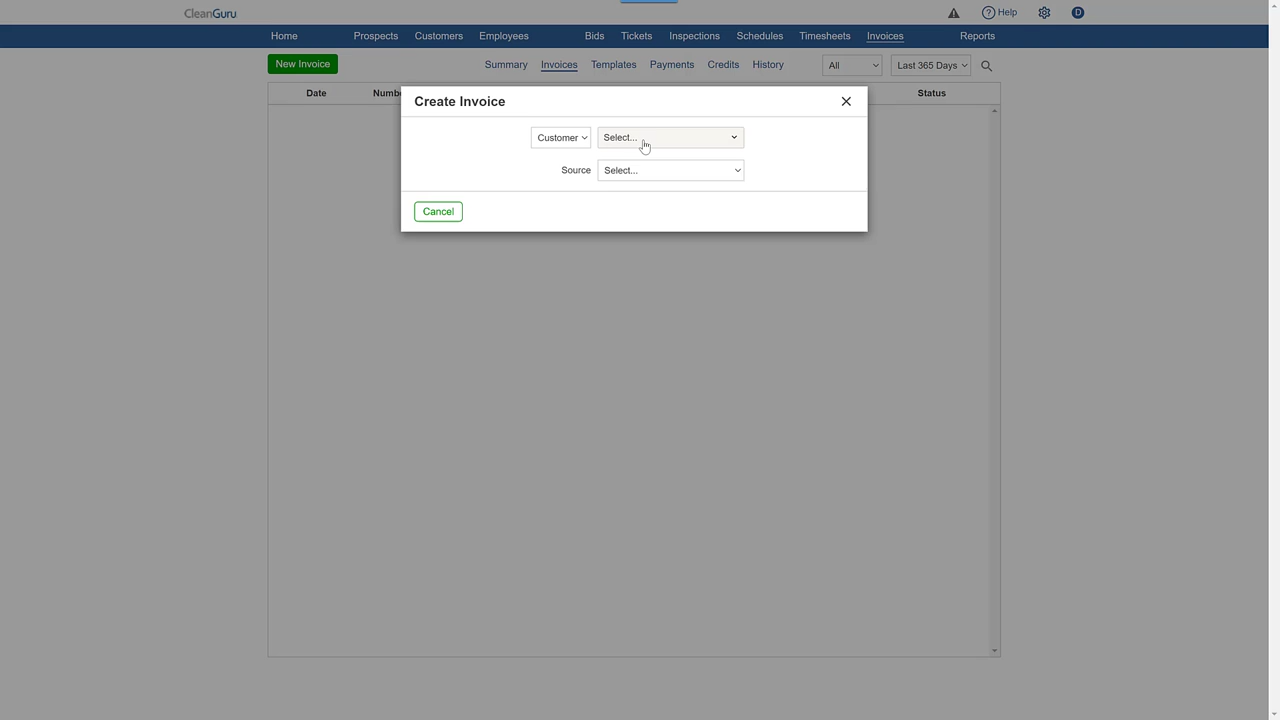 CleanGuru
Help
D
Home Prospects Customers Employees Bids Tickets Inspections Schedules Timesheets Invoices Reports
New Invoice Summary Invoices Templates Payments Credits History All Last 365 Days
Date Status
Create Invoice
Customer Select...
Source Select...
Cancel